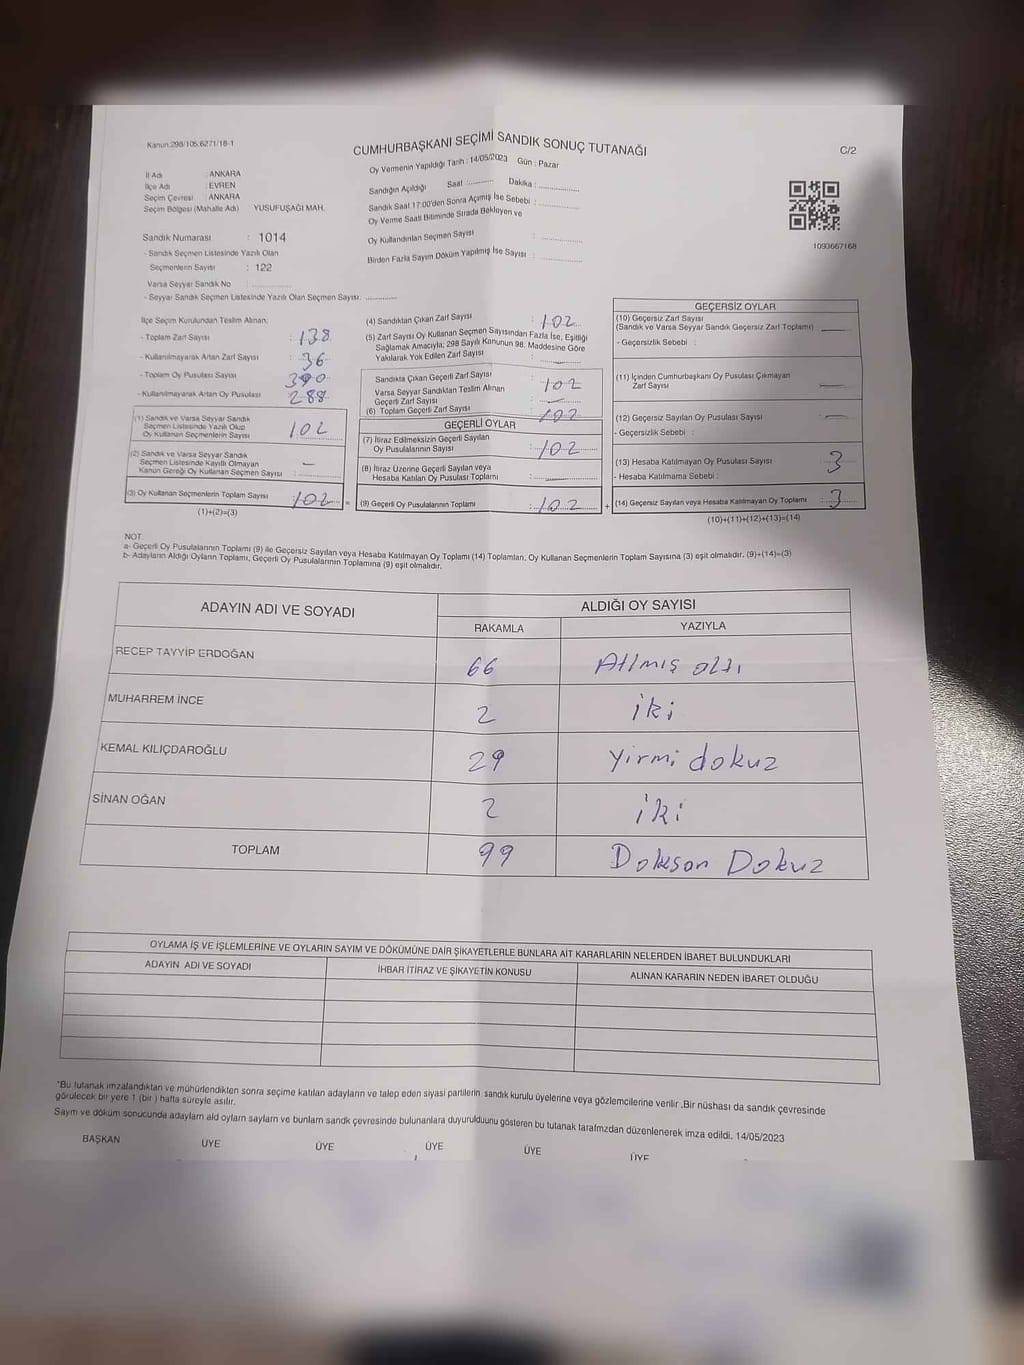 Kanun:298/105.6271/18-1
CUMHURBAŞKANI SEÇİMİ SANDIK SONUÇ TUTANAĞI
C/2
Oy Vermenin Yapıldığı Tarih : 14/05/2023 Gün : Pazar
İl Adı : ANKARA
İlçe Adı : EVREN
Seçim Çevresi : ANKARA
Seçim Bölgesi (Mahalle Adı) YUSUFUŞAĞI MAH.
Sandık Numarası : 1014
- Sandık Seçmen Listesinde Yazılı Olan
Seçmenlerin Sayısı : 122
Varsa Seyyar Sandık No :
- Seyyar Sandık Seçmen Listesinde Yazılı Olan Seçmen Sayısı:
Sandığın Açıldığı Saat : Dakika :
Sandık Saat 17:00'den Sonra Açımış İse Sebebi :
Oy Verme Saati Bitiminde Sırada Bekleyen ve
Oy Kullandırılan Seçmen Sayısı :
Birden Fazla Sayım Döküm Yapılmış İse Sayısı :
1093667168
İlçe Seçim Kurulundan Teslim Alınan:
- Toplam Zarf Sayısı : 138
- Kullanılmayarak Artan Zarf Sayısı : 36
- Toplam Oy Pusulası Sayısı : 390
- Kullanılmayarak Artan Oy Pusulası : 288
(1) Sandık ve Varsa Seyyar Sandık
Seçmen Listesinde Yazılı Olup
Oy Kullanan Seçmenlerin Sayısı : 102
(2) Sandık ve Varsa Seyyar Sandık
Seçmen Listesinde Kayıtlı Olmayan
Kanun Gereği Oy Kullanan Seçmen Sayısı : —
(3) Oy Kullanan Seçmenlerin Toplam Sayısı : 102 =
(1)+(2)=(3)
(4) Sandıktan Çıkan Zarf Sayısı : 102
(5) Zarf Sayısı Oy Kullanan Seçmen Sayısından Fazla İse, Eşitliği
Sağlamak Amacıyla; 298 Sayılı Kanunun 98. Maddesine Göre
Yakılarak Yok Edilen Zarf Sayısı : —
Sandıkta Çıkan Geçerli Zarf Sayısı : 102
Varsa Seyyar Sandıktan Teslim Alınan
Geçerli Zarf Sayısı : —
(6) Toplam Geçerli Zarf Sayısı : 102
GEÇERLİ OYLAR
(7) İtiraz Edilmeksizin Geçerli Sayılan
Oy Pusulalarının Sayısı : 102
(8) İtiraz Üzerine Geçerli Sayılan veya
Hesaba Katılan Oy Pusulası Toplamı : —
(9) Geçerli Oy Pusulalarının Toplamı : 102 +
GEÇERSİZ OYLAR
(10) Geçersiz Zarf Sayısı
(Sandık ve Varsa Seyyar Sandık Geçersiz Zarf Toplamı) : —
- Geçersizlik Sebebi :
(11) İçinden Cumhurbaşkanı Oy Pusulası Çıkmayan
Zarf Sayısı : —
(12) Geçersiz Sayılan Oy Pusulası Sayısı : —
- Geçersizlik Sebebi :
(13) Hesaba Katılmayan Oy Pusulası Sayısı : 3
- Hesaba Katılmama Sebebi :
(14) Geçersiz Sayılan veya Hesaba Katılmayan Oy Toplamı : 3
(10)+(11)+(12)+(13)=(14)
NOT:
a- Geçerli Oy Pusulalarının Toplamı (9) ile Geçersiz Sayılan veya Hesaba Katılmayan Oy Toplamı (14) Toplamları, Oy Kullanan Seçmenlerin Toplam Sayısına (3) eşit olmalıdır. (9)+(14)=(3)
b- Adayların Aldığı Oyların Toplamı, Geçerli Oy Pusulalarının Toplamına (9) eşit olmalıdır.
ADAYIN ADI VE SOYADI ALDIĞI OY SAYISI
RAKAMLA YAZIYLA
RECEP TAYYİP ERDOĞAN 66 Atlmış altı
MUHARREM İNCE 2 iki
KEMAL KILIÇDAROĞLU 29 yirmi dokuz
SİNAN OĞAN 2 iki
TOPLAM 99 Doksan Dokuz
OYLAMA İŞ VE İŞLEMLERİNE VE OYLARIN SAYIM VE DÖKÜMÜNE DAİR ŞİKAYETLERLE BUNLARA AİT KARARLARIN NELERDEN İBARET BULUNDUKLARI
ADAYIN ADI VE SOYADI İHBAR İTİRAZ VE ŞİKAYETİN KONUSU ALINAN KARARIN NEDEN İBARET OLDUĞU
*Bu tutanak imzalandıktan ve mühürlendikten sonra seçime katılan adayların ve talep eden siyasi partilerin sandık kurulu üyelerine veya gözlemcilerine verilir .Bir nüshası da sandık çevresinde
görülecek bir yere 1 (bir ) hafta süreyle asılır.
Sayım ve döküm sonucunda adayların ald oyların sayları ve bunların sandk çevresinde bulunanlara duyurulduunu gösteren bu tutanak tarafmzdan düzenlenerek imza edildi. 14/05/2023
BAŞKAN ÜYE ÜYE ÜYE ÜYE ÜYE